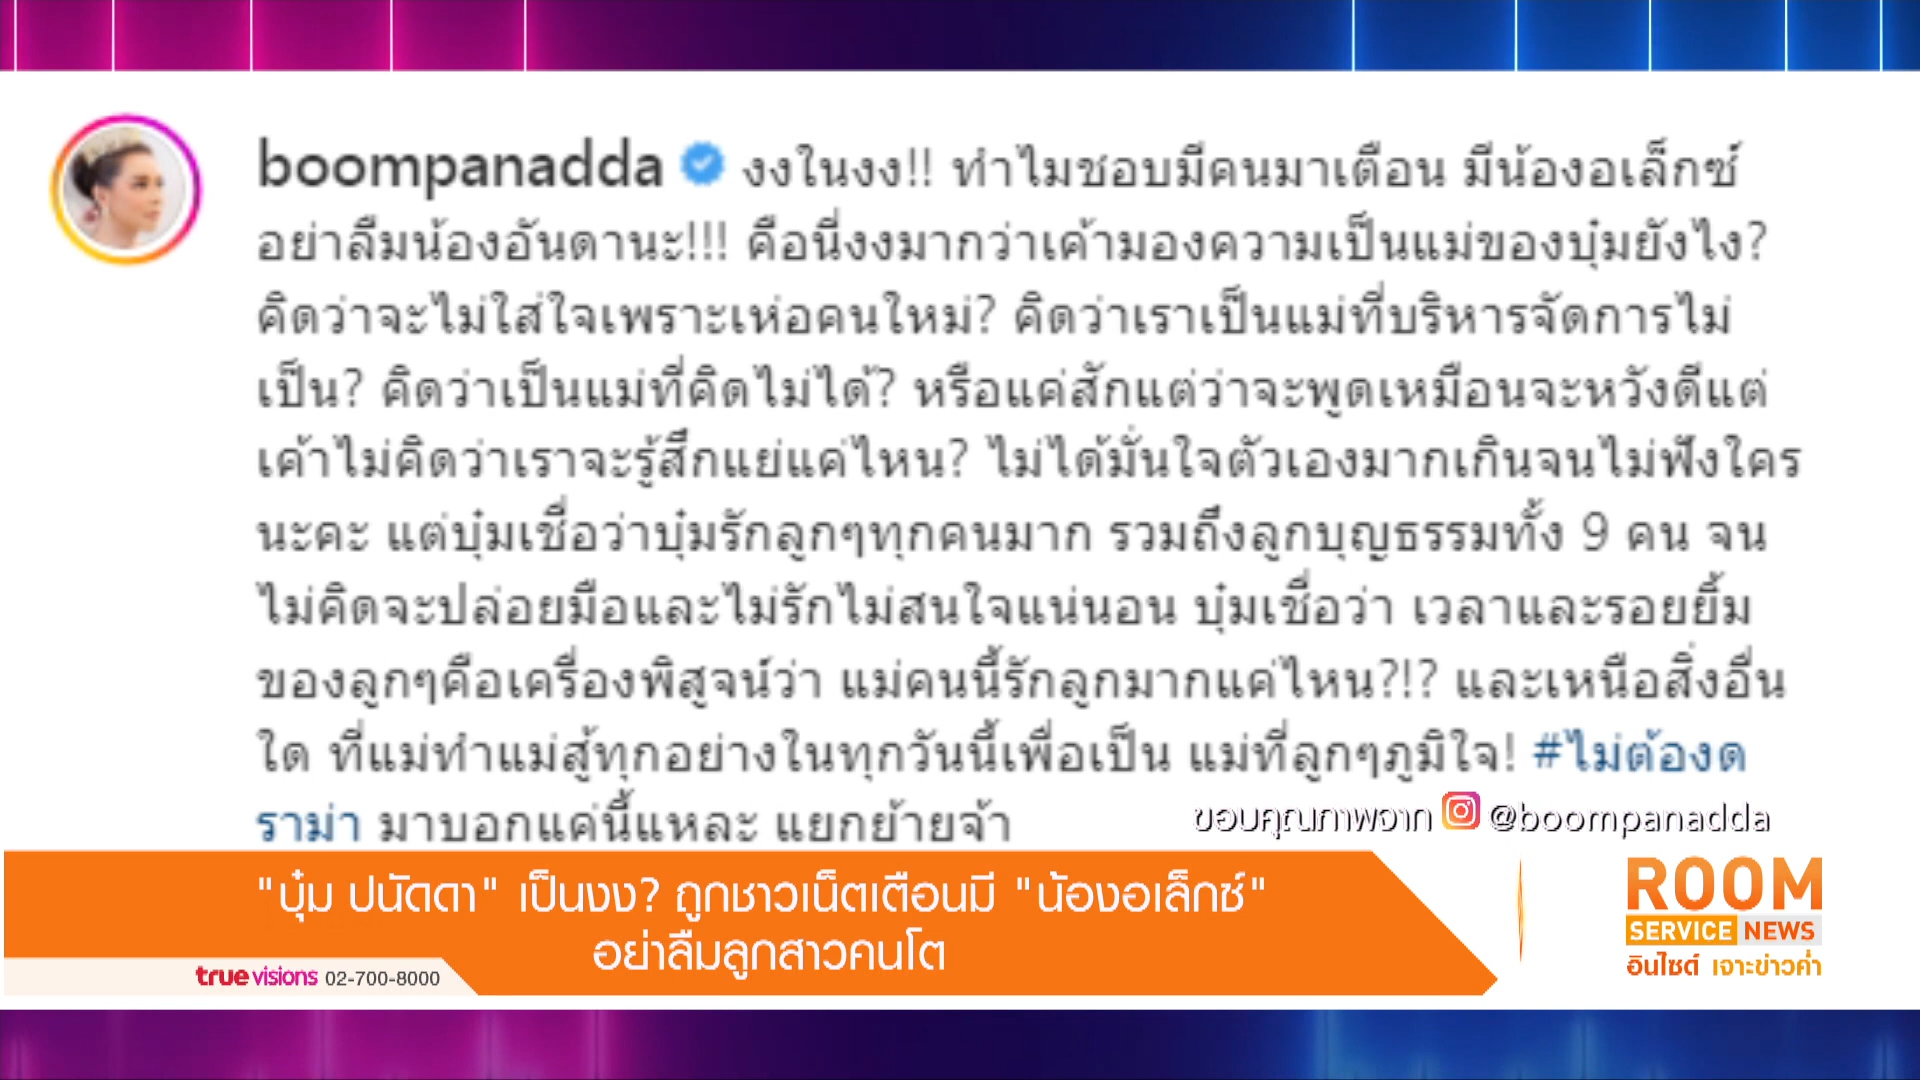 boompanadda งงในงง!! ทำไมชอบมีคนมาเตือน มีน้องอเล็กซ์
อย่าลืมน้องอันดานะ!!! คือนี่งงมากว่าเค้ามองความเป็นแม่ของบุ๋มยังไง?
คิดว่าจะไม่ใส่ใจเพราะเห่อคนใหม่? คิดว่าเราเป็นแม่ที่บริหารจัดการไม่
เป็น? คิดว่าเป็นแม่ที่คิดไม่ได้? หรือแค่สักแต่ว่าจะพูดเหมือนจะหวังดีแต่
เค้าไม่คิดว่าเราจะรู้สึกแย่แค่ไหน? ไม่ได้มั่นใจตัวเองมากเกินจนไม่ฟังใคร
นะคะ แต่บุ๋มเชื่อว่าบุ๋มรักลูกๆทุกคนมาก รวมถึงลูกบุญธรรมทั้ง 9 คน จน
ไม่คิดจะปล่อยมือและไม่รักไม่สนใจแน่นอน บุ๋มเชื่อว่า เวลาและรอยยิ้ม
ของลูกๆคือเครื่องพิสูจน์ว่า แม่คนนี้รักลูกมากแค่ไหน?!? และเหนือสิ่งอื่น
ใด ที่แม่ทำแม่สู้ทุกอย่างในทุกวันนี้เพื่อเป็น แม่ที่ลูกๆภูมิใจ! #ไม่ต้องด
ราม่า มาบอกแค่นี้แหละ แยกย้ายจ้า
ขอบคุณภาพจาก @boompanadda
"บุ๋ม ปนัดดา" เป็นงง? ถูกชาวเน็ตเตือนมี "น้องอเล็กซ์"
อย่าลืมลูกสาวคนโต
truevisions 02-700-8000
ROOM
SERVICE NEWS
อินไซด์ เจาะข่าวค่ำ